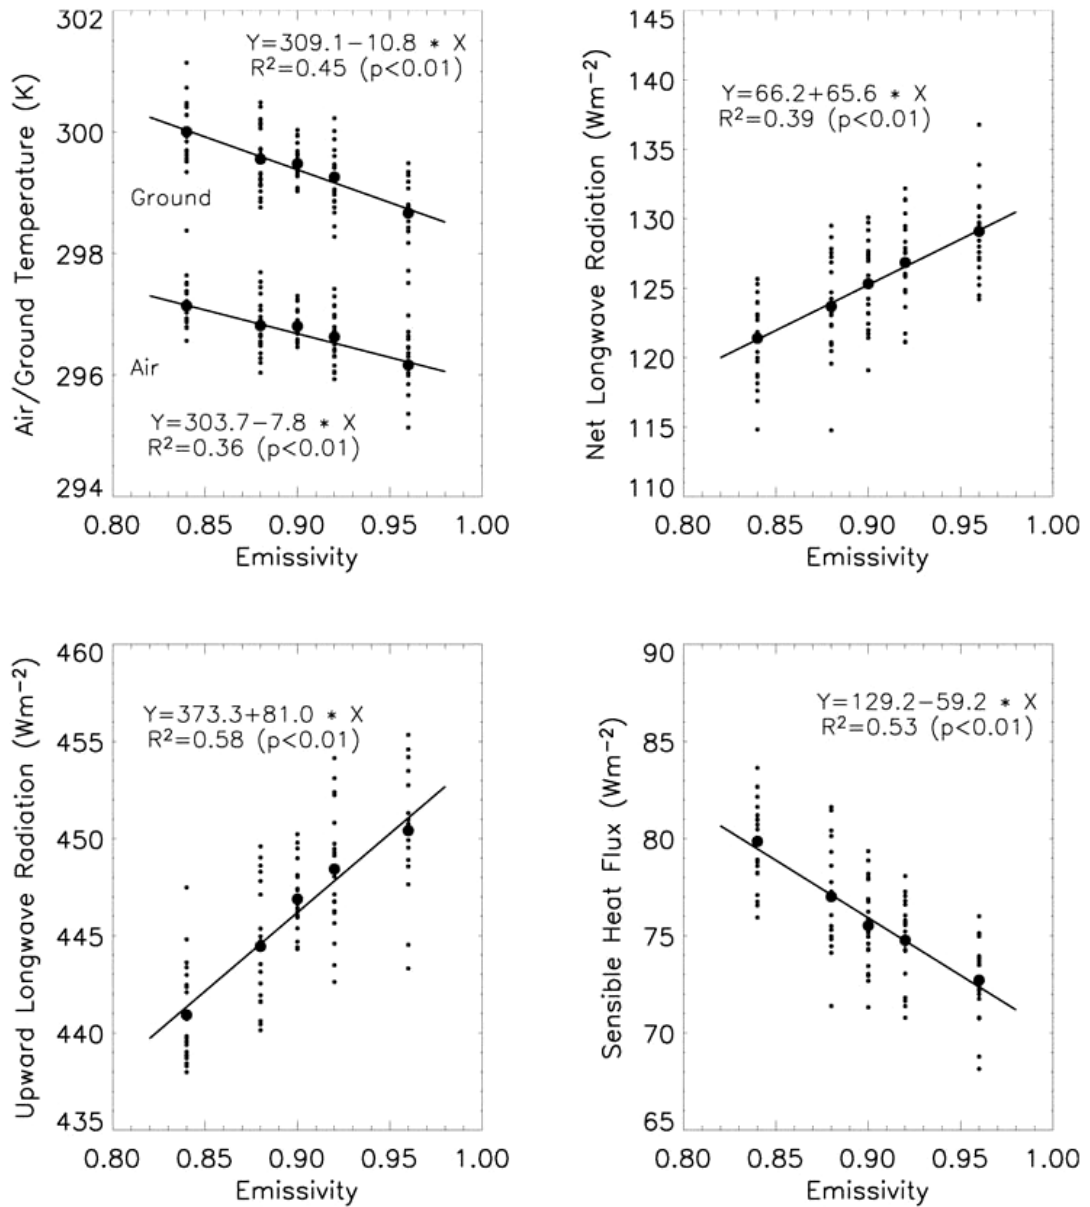 Y=309.1−10.8 * X
R²=0.45 (p<0.01)
302
300
298
296
294
Air/Ground Temperature (K)
Ground
Air
Y=303.7−7.8 * X
R²=0.36 (p<0.01)
0.80 0.85 0.90 0.95 1.00
Emissivity
145
140
135
130
125
120
115
110
Net Longwave Radiation (Wm⁻²)
Y=66.2+65.6 * X
R²=0.39 (p<0.01)
0.80 0.85 0.90 0.95 1.00
Emissivity
460
455
450
445
440
435
Upward Longwave Radiation (Wm⁻²)
Y=373.3+81.0 * X
R²=0.58 (p<0.01)
0.80 0.85 0.90 0.95 1.00
Emissivity
90
85
80
75
70
65
Sensible Heat Flux (Wm⁻²)
Y=129.2−59.2 * X
R²=0.53 (p<0.01)
0.80 0.85 0.90 0.95 1.00
Emissivity